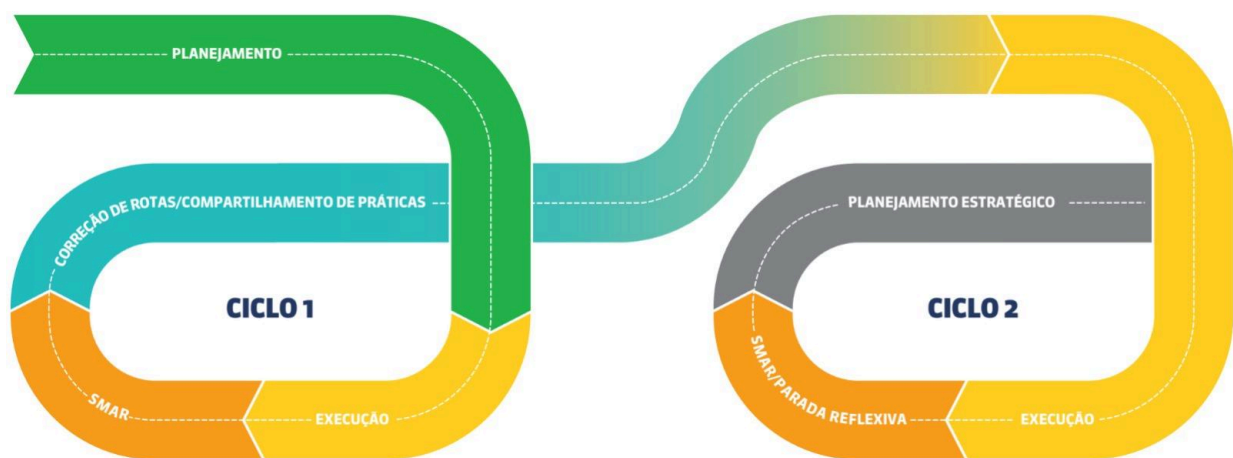 PLANEJAMENTO
CORREÇÃO DE ROTAS/COMPARTILHAMENTO DE PRÁTICAS
CICLO 1
SMAR
EXECUÇÃO
PLANEJAMENTO ESTRATÉGICO
CICLO 2
SMAR/PARADA REFLEXIVA
EXECUÇÃO